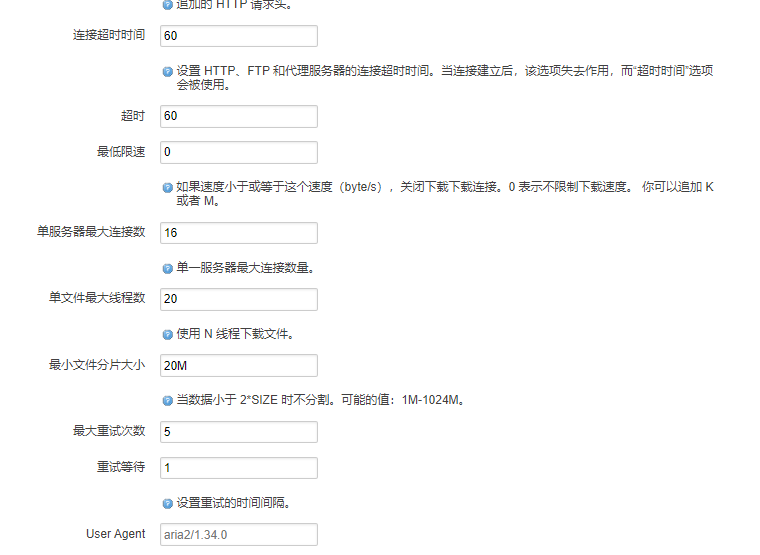 追加的 HTTP 请求头。
连接超时时间 60
设置 HTTP、FTP 和代理服务器的连接超时时间。当连接建立后，该选项失去作用，而“超时时间”选项
会被使用。
超时 60
最低限速 0
如果速度小于或等于这个速度（byte/s），关闭下载下载连接。0 表示不限制下载速度。 你可以追加 K
或者 M。
单服务器最大连接数 16
单一服务器最大连接数量。
单文件最大线程数 20
使用 N 线程下载文件。
最小文件分片大小 20M
当数据小于 2*SIZE 时不分割。可能的值：1M-1024M。
最大重试次数 5
重试等待 1
设置重试的时间间隔。
User Agent aria2/1.34.0